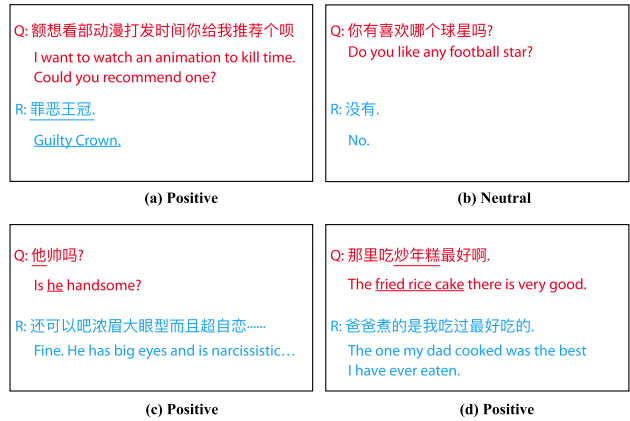 Q: 额想看部动漫打发时间你给我推荐个呗
I want to watch an animation to kill time.
Could you recommend one?
R: 罪恶王冠.
Guilty Crown.
(a) Positive
Q: 你有喜欢哪个球星吗?
Do you like any football star?
R: 没有.
No.
(b) Neutral
Q: 他帅吗?
Is he handsome?
R: 还可以吧浓眉大眼型而且超自恋······
Fine. He has big eyes and is narcissistic…
(c) Positive
Q: 那里吃炒年糕最好啊.
The fried rice cake there is very good.
R: 爸爸煮的是我吃过最好吃的.
The one my dad cooked was the best
I have ever eaten.
(d) Positive